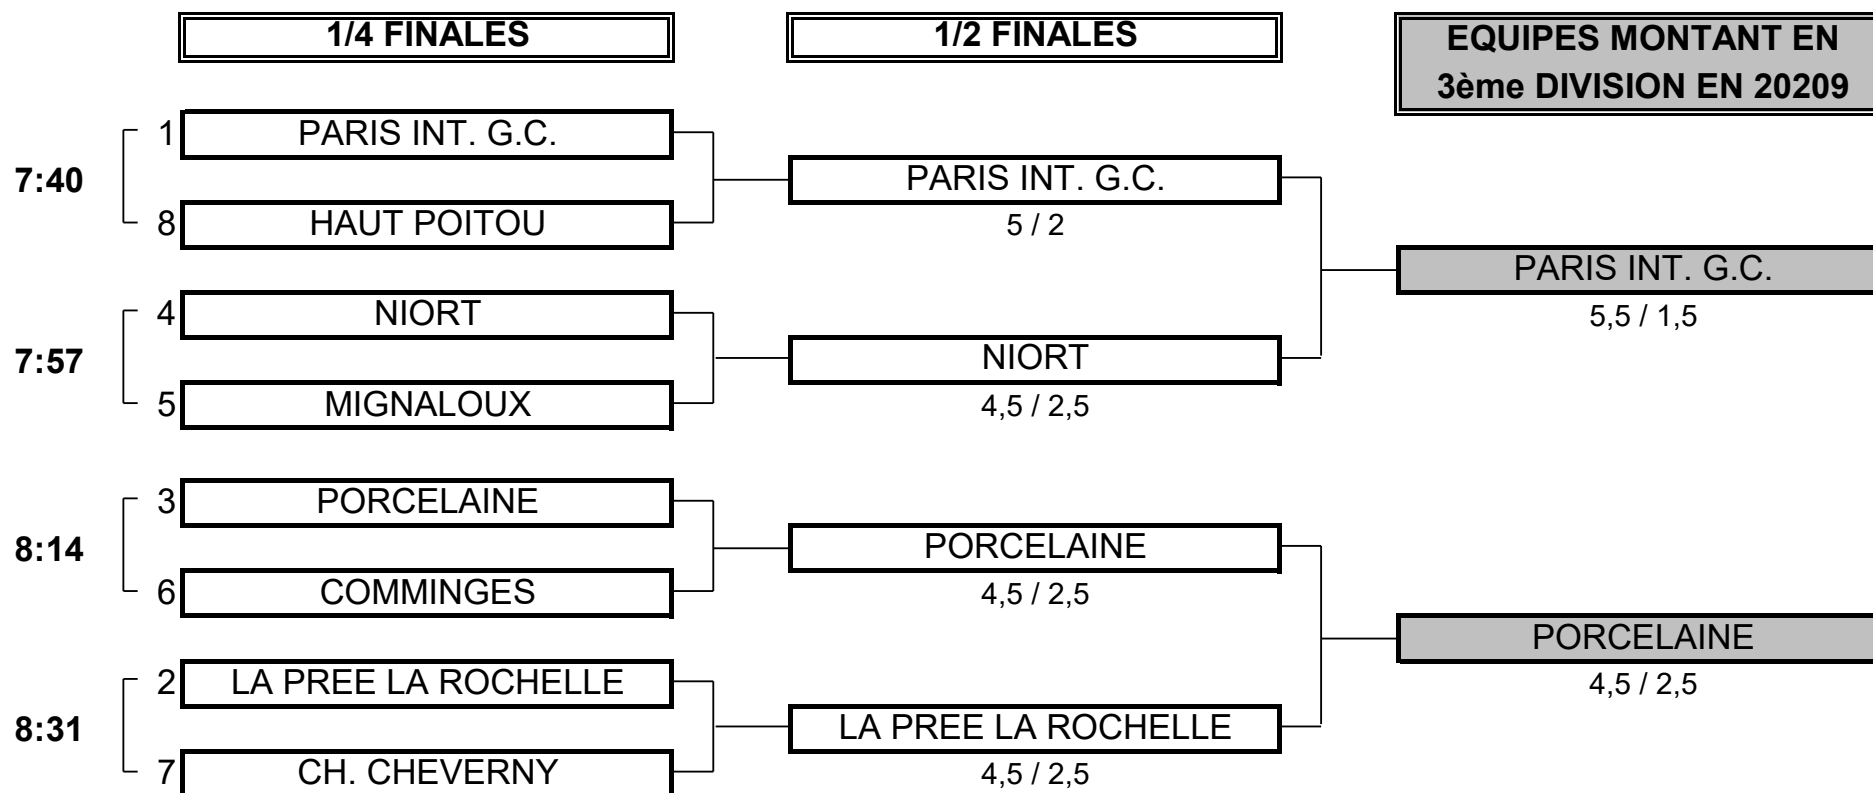 1/4 FINALES
1/2 FINALES
EQUIPES MONTANT EN
3ème DIVISION EN 20209
7:40
1 PARIS INT. G.C.
8 HAUT POITOU
PARIS INT. G.C.
5 / 2
7:57
4 NIORT
5 MIGNALOUX
NIORT
4,5 / 2,5
PARIS INT. G.C.
5,5 / 1,5
8:14
3 PORCELAINE
6 COMMINGES
PORCELAINE
4,5 / 2,5
8:31
2 LA PREE LA ROCHELLE
7 CH. CHEVERNY
LA PREE LA ROCHELLE
4,5 / 2,5
PORCELAINE
4,5 / 2,5